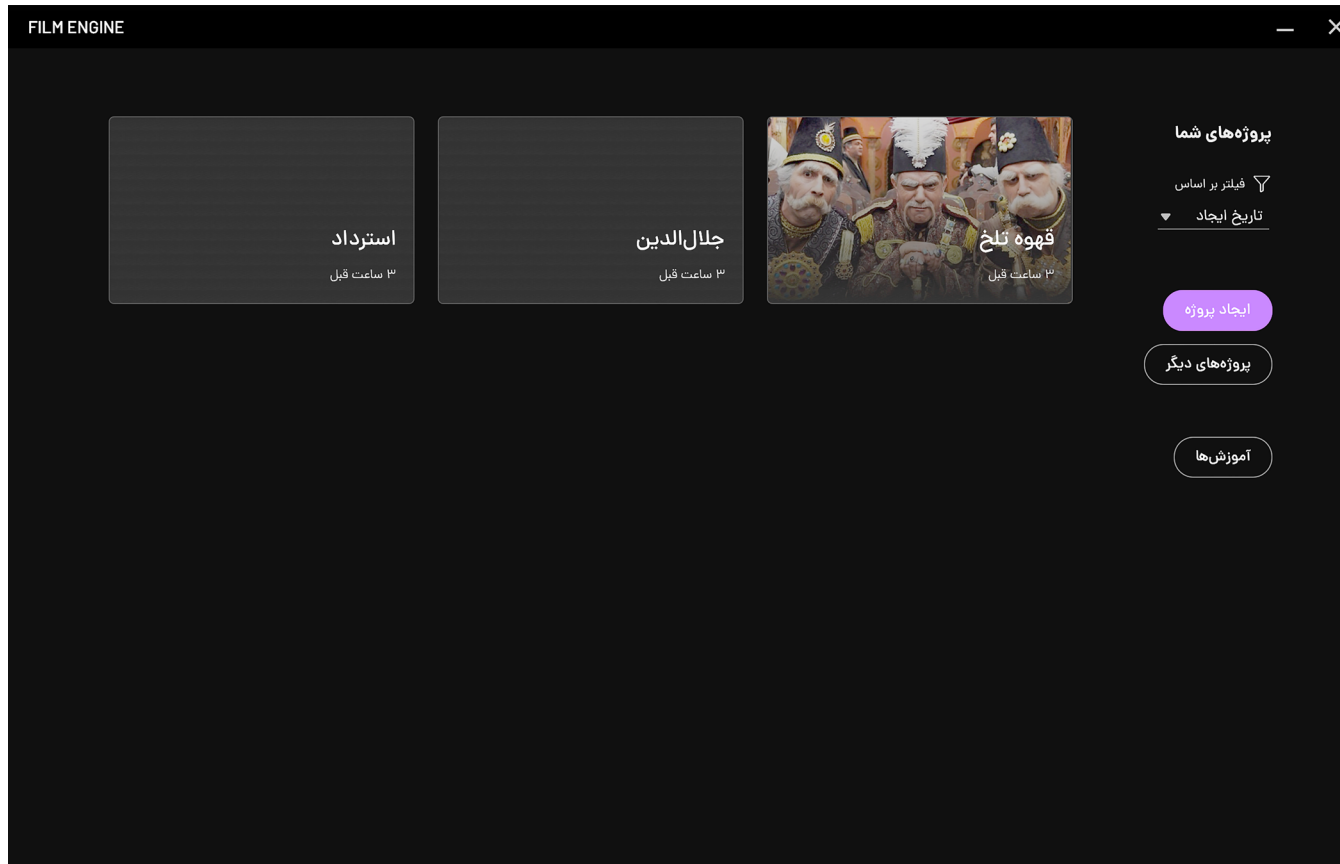 FILM ENGINE
پروژه‌های شما
فیلتر بر اساس
تاریخ ایجاد
ایجاد پروژه
پروژه‌های دیگر
آموزش‌ها
قهوه تلخ
۳ ساعت قبل
جلال‌الدین
۳ ساعت قبل
استرداد
۳ ساعت قبل